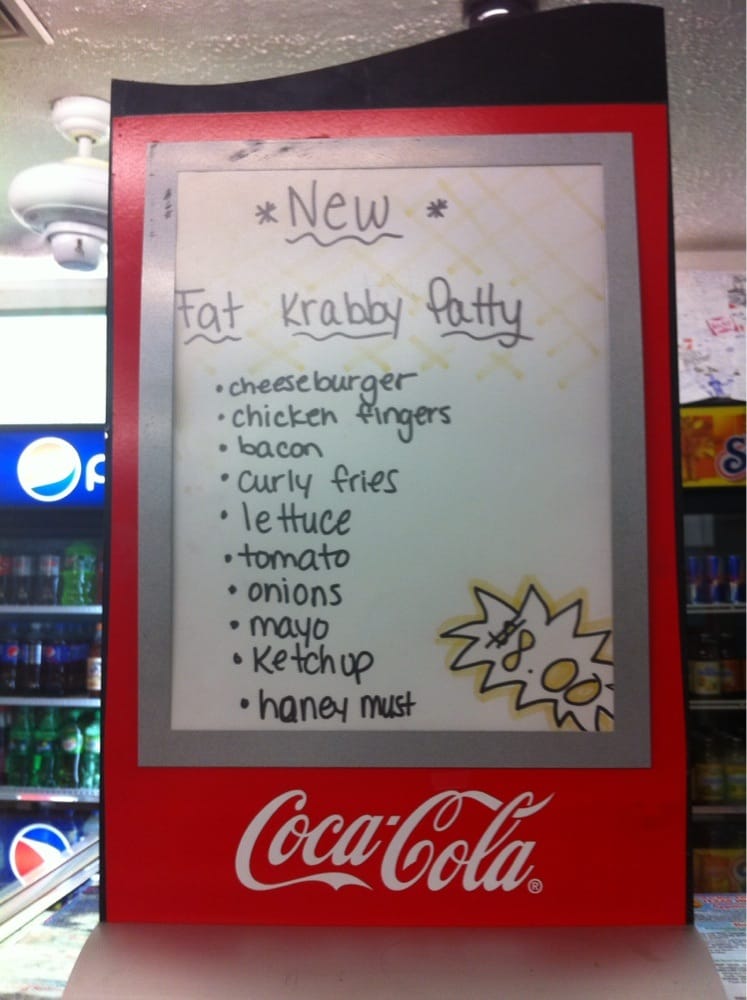 * New *
Fat Krabby Patty
• cheeseburger
• chicken fingers
• bacon
• curly fries
• lettuce
• tomato
• onions
• mayo
• Ketchup
• haney must
$8.00
Coca-Cola®